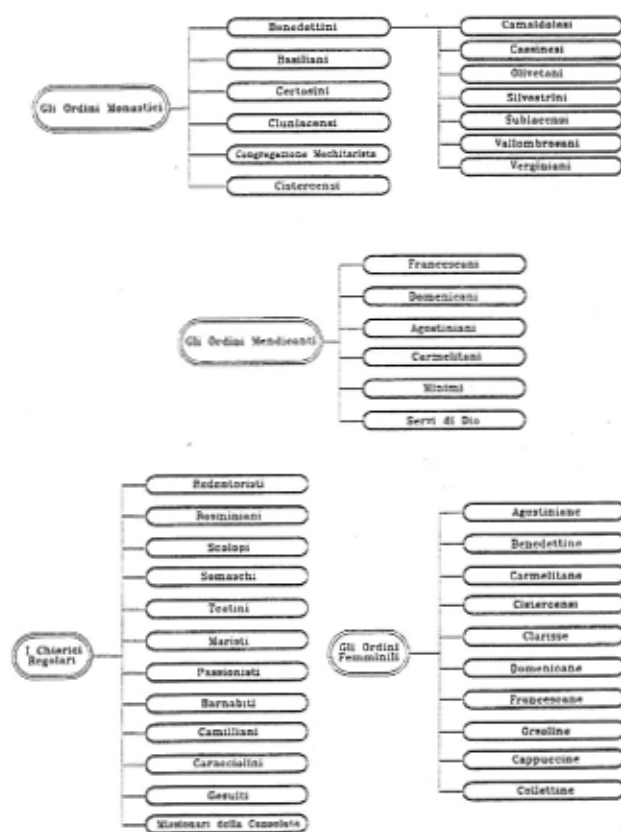 Gli Ordini Monastici
Benedettini
Basiliani
Certosini
Cluniacensi
Congregazione Mechitarista
Cistercensi
Camaldolesi
Cassinesi
Olivetani
Silvestrini
Sublacensi
Vallombrosani
Verginiani
Gli Ordini Mendicanti
Francescani
Domenicani
Agostiniani
Carmelitani
Minimi
Servi di Dio
I Chierici
Regolari
Redentoristi
Rosminiani
Scolopi
Somaschi
Teatini
Maristi
Passionisti
Barnabiti
Camilliani
Caracciolini
Gesuiti
Missionari della Consolata
Gli Ordini
Femminili
Agostiniane
Benedettine
Carmelitane
Cistercensi
Clarisse
Domenicane
Francescane
Orsoline
Cappuccine
Collettine